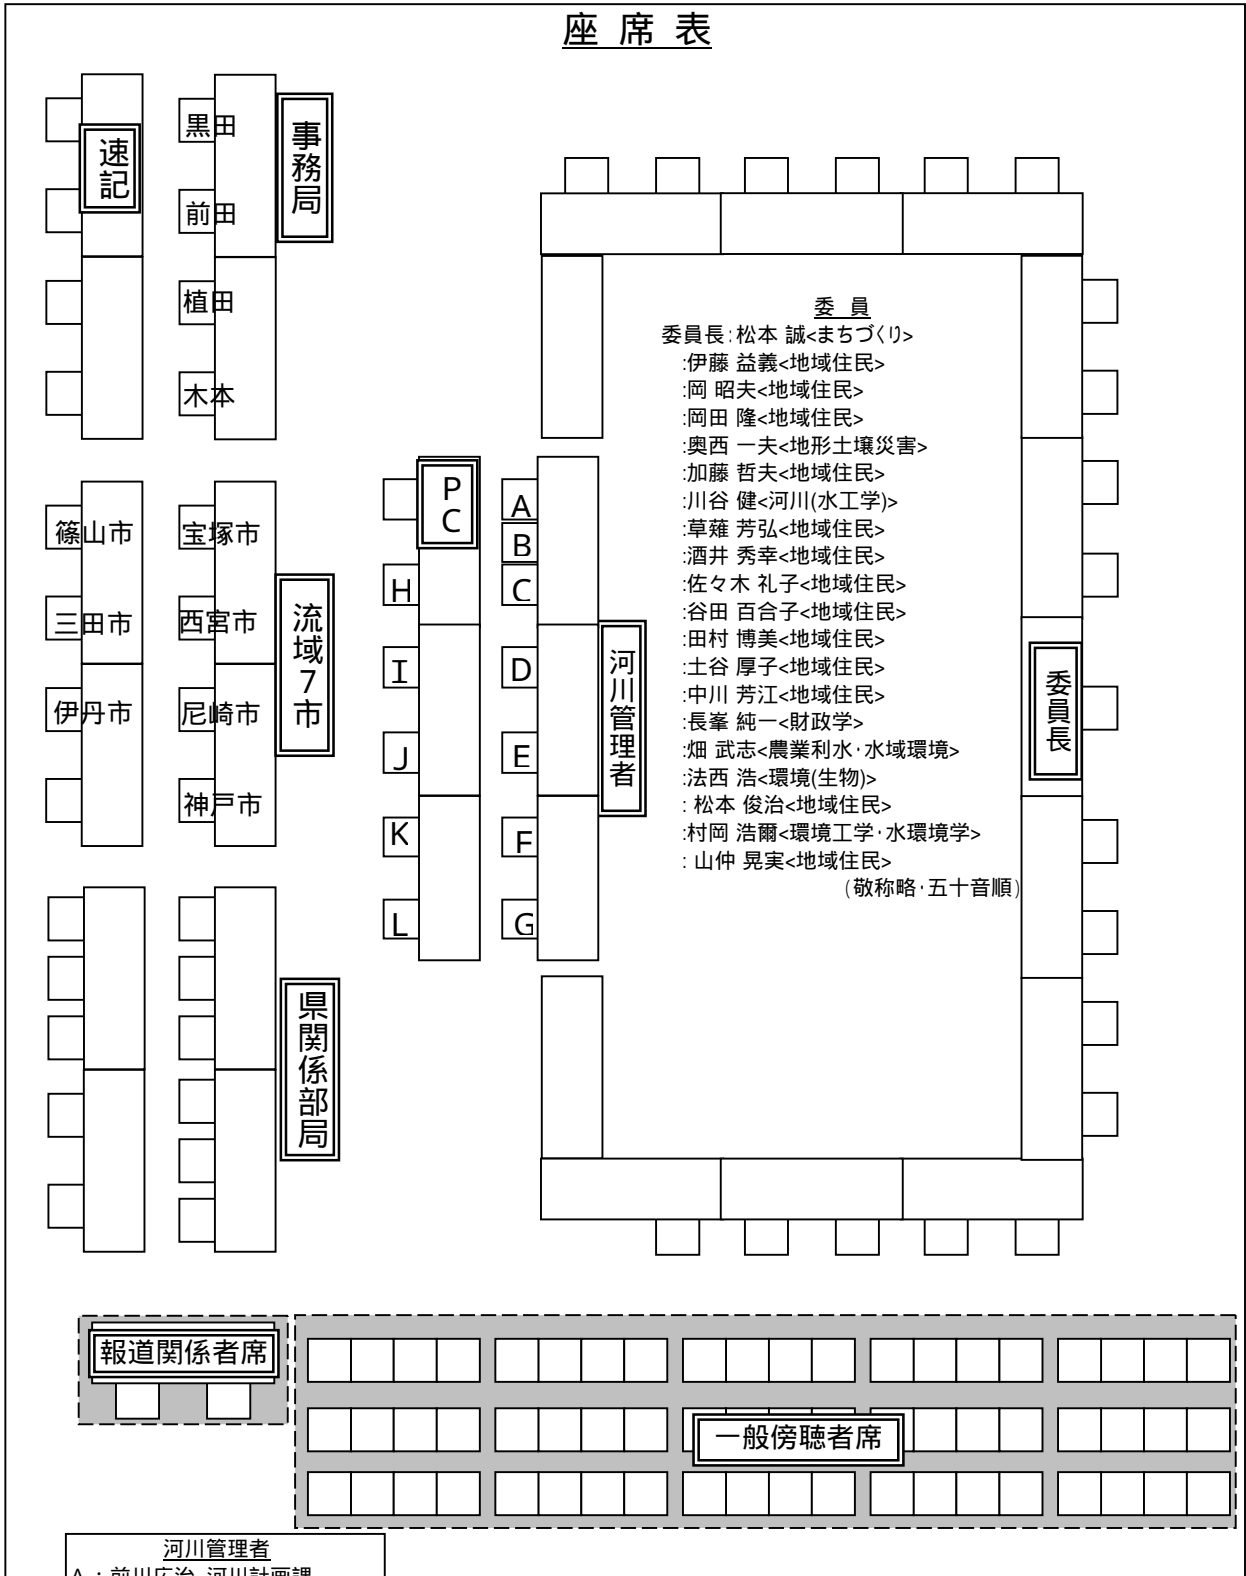 座席表
速記
黒田
事務局
前田
植田
木本
委員
委員長:松本 誠<まちづくり>
:伊藤 益義<地域住民>
:岡 昭夫<地域住民>
:岡田 隆<地域住民>
:奥西 一夫<地形土壌災害>
:加藤 哲夫<地域住民>
:川谷 健<河川(水工学)>
:草薙 芳弘<地域住民>
:酒井 秀幸<地域住民>
:佐々木 礼子<地域住民>
:谷田 百合子<地域住民>
:田村 博美<地域住民>
:土谷 厚子<地域住民>
:中川 芳江<地域住民>
:長峯 純一<財政学>
:畑 武志<農業利水·水域環境>
:法西 浩<環境(生物)>
: 松本 俊治<地域住民>
:村岡 浩爾<環境工学·水環境学>
: 山仲 晃実<地域住民>
(敬称略·五十音順)
委員長
PC
A
B
C
D
E
F
G
H
I
J
K
L
河川管理者
篠山市
宝塚市
三田市
西宮市
伊丹市
尼崎市
神戸市
流域7市
県関係部局
報道関係者席
一般傍聴者席
河川管理者
A:前川広治 河川計画課